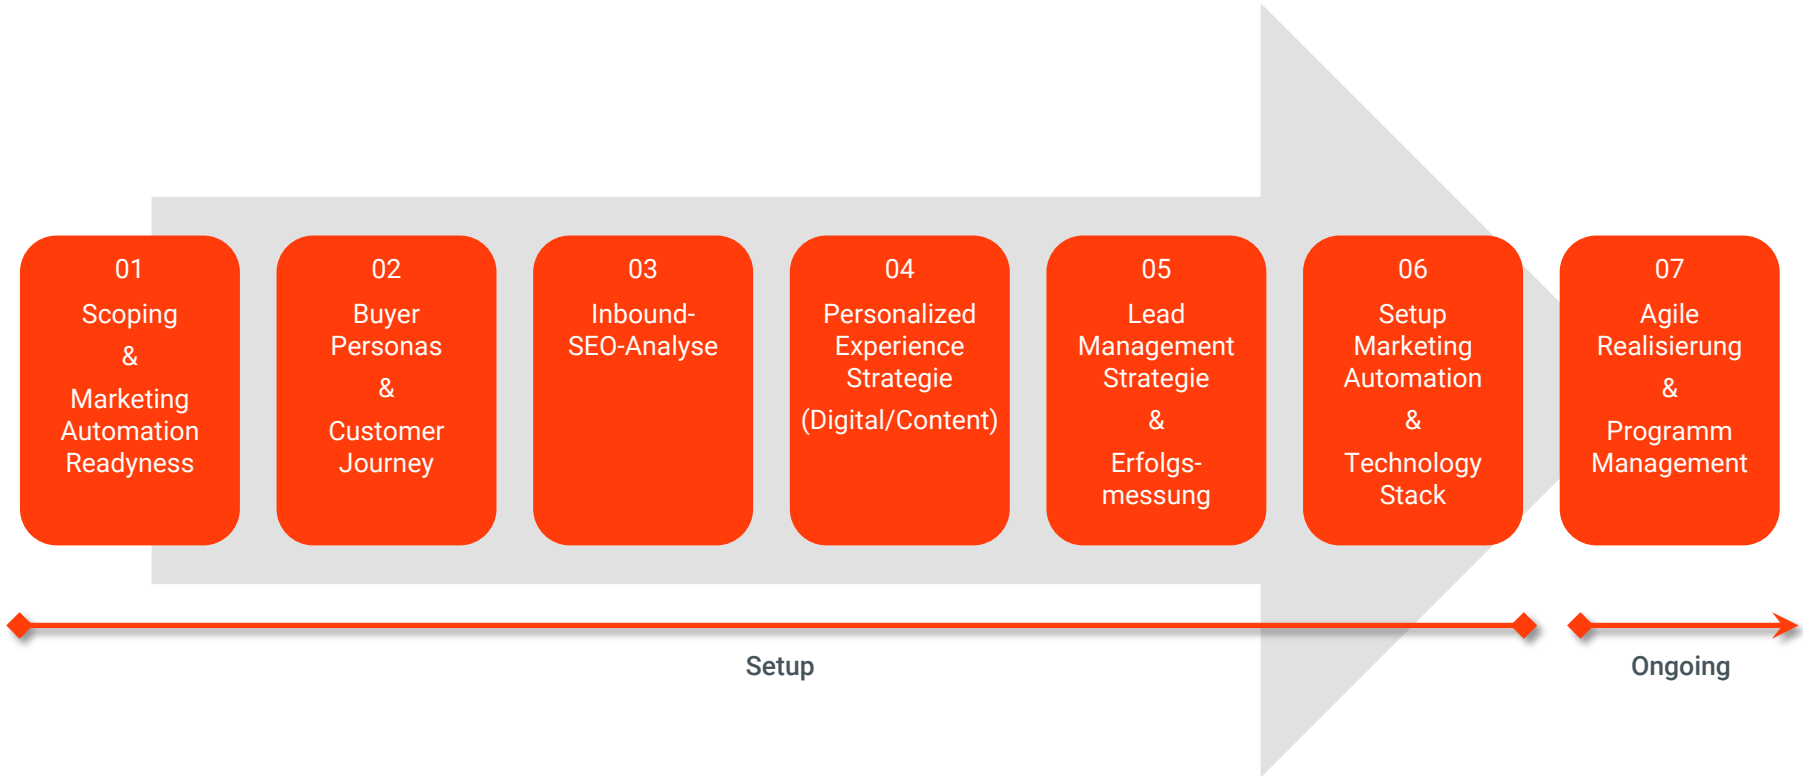 01
Scoping
&
Marketing
Automation
Readyness
02
Buyer
Personas
&
Customer
Journey
03
Inbound-
SEO-Analyse
04
Personalized
Experience
Strategie
(Digital/Content)
05
Lead
Management
Strategie
&
Erfolgs-
messung
06
Setup
Marketing
Automation
&
Technology
Stack
07
Agile
Realisierung
&
Programm
Management
Setup
Ongoing